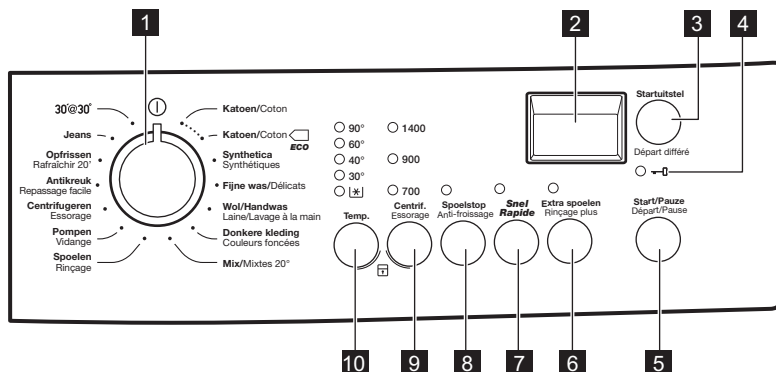 1
2
3
4
30'@30°
Jeans
Opfrissen
Rafraîchir 20'
Antikreuk
Repassage facile
Centrifugeren
Essorage
Pompen
Vidange
Spoelen
Rinçage
Katoen/Coton
Katoen/Coton
ECO
Synthetica
Synthétiques
Fijne was/Délicats
Wol/Handwas
Laine/Lavage à la main
Donkere kleding
Couleurs foncées
Mix/Mixtes 20°
90°
60°
40°
30°
1400
900
700
Temp.
Centrif.
Essorage
Spoelstop
Anti-froissage
Snel
Rapide
Extra spoelen
Rinçage plus
Startuitstel
Départ différé
Start/Pauze
Départ/Pause
10
9
8
7
6
5